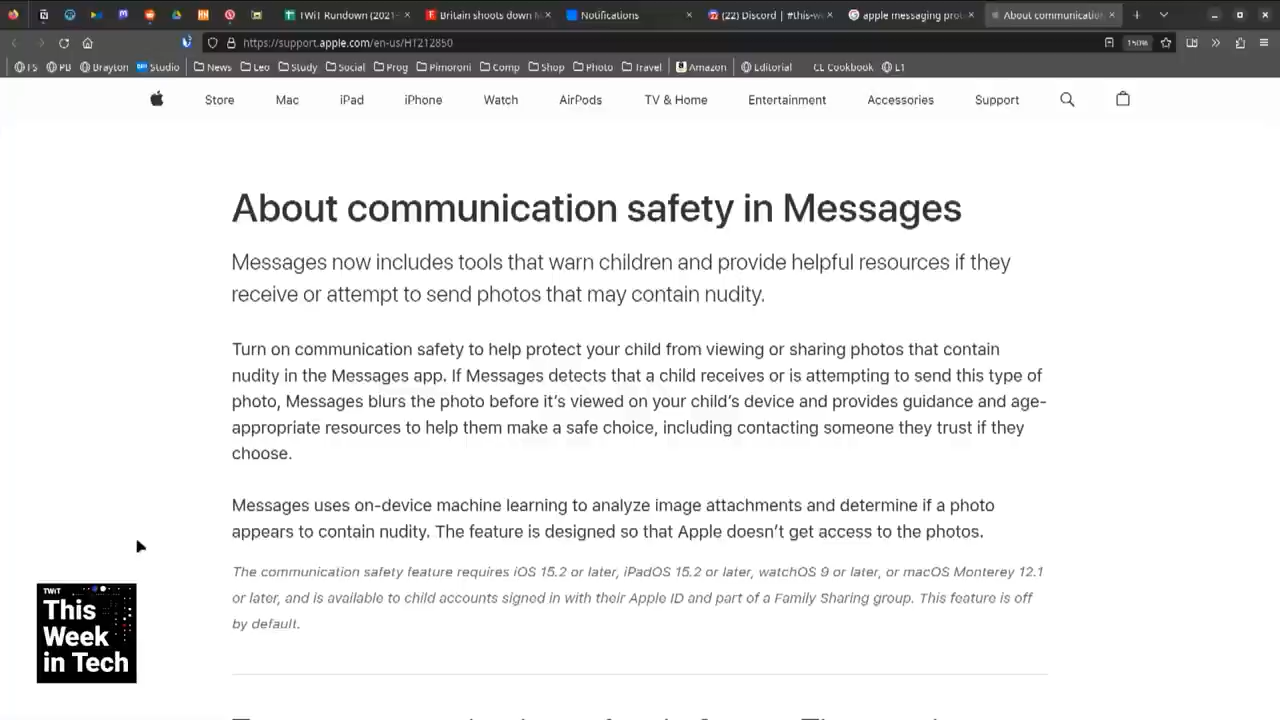 TWiT Rundown (2021-
Britain shoots down M
Notifications
(22) Discord | #this-w
apple messaging prot
About communicatio
https://support.apple.com/en-us/HT212850
150%
FS PB Brayton Studio News Leo Study Social Prog Pimoroni Comp Shop Photo Travel Amazon Editorial CL Cookbook L1
Store Mac iPad iPhone Watch AirPods TV & Home Entertainment Accessories Support
About communication safety in Messages
Messages now includes tools that warn children and provide helpful resources if they
receive or attempt to send photos that may contain nudity.
Turn on communication safety to help protect your child from viewing or sharing photos that contain
nudity in the Messages app. If Messages detects that a child receives or is attempting to send this type of
photo, Messages blurs the photo before it’s viewed on your child’s device and provides guidance and age-
appropriate resources to help them make a safe choice, including contacting someone they trust if they
choose.
Messages uses on-device machine learning to analyze image attachments and determine if a photo
appears to contain nudity. The feature is designed so that Apple doesn’t get access to the photos.
The communication safety feature requires iOS 15.2 or later, iPadOS 15.2 or later, watchOS 9 or later, or macOS Monterey 12.1
or later, and is available to child accounts signed in with their Apple ID and part of a Family Sharing group. This feature is off
by default.
TWiT
This
Week
in Tech